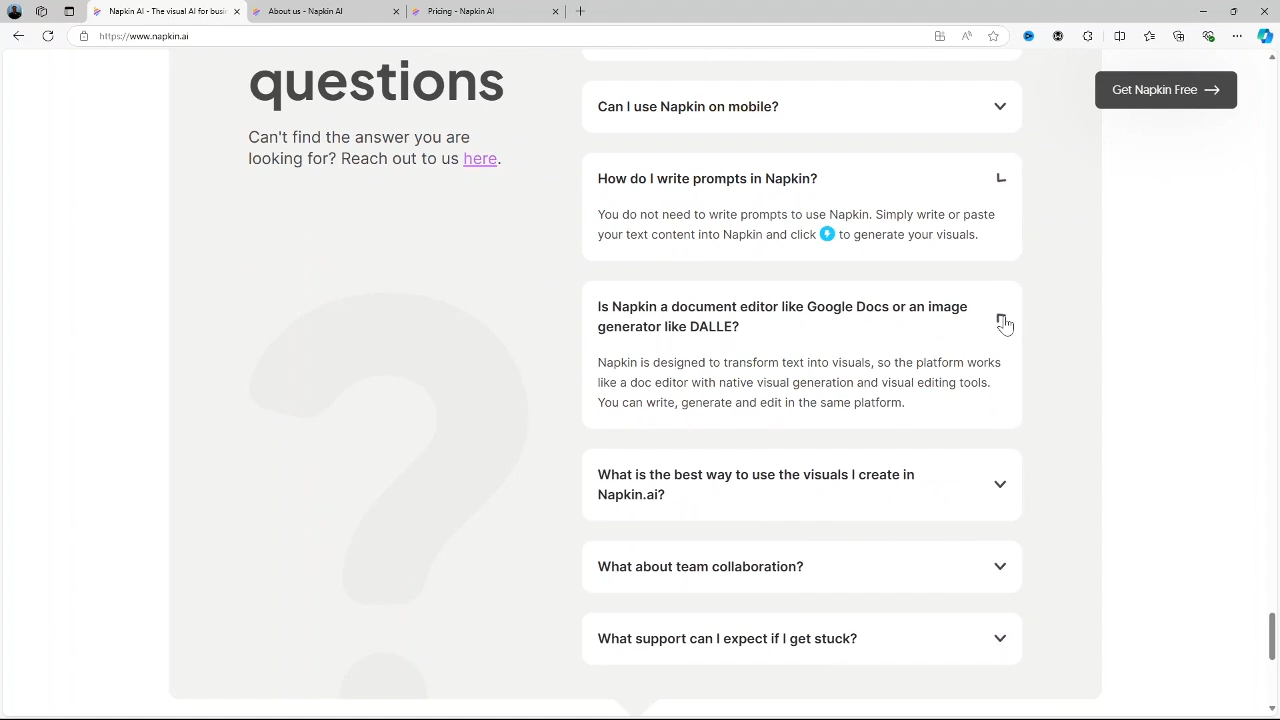 Napkin AI - The visual AI for busi
About us - Napkin AI
Pricing - Napkin AI
https://www.napkin.ai
questions
Can't find the answer you are
looking for? Reach out to us here.
Get Napkin Free
Can I use Napkin on mobile?
How do I write prompts in Napkin?
You do not need to write prompts to use Napkin. Simply write or paste
your text content into Napkin and click to generate your visuals.
Is Napkin a document editor like Google Docs or an image
generator like DALLE?
Napkin is designed to transform text into visuals, so the platform works
like a doc editor with native visual generation and visual editing tools.
You can write, generate and edit in the same platform.
What is the best way to use the visuals I create in
Napkin.ai?
What about team collaboration?
What support can I expect if I get stuck?